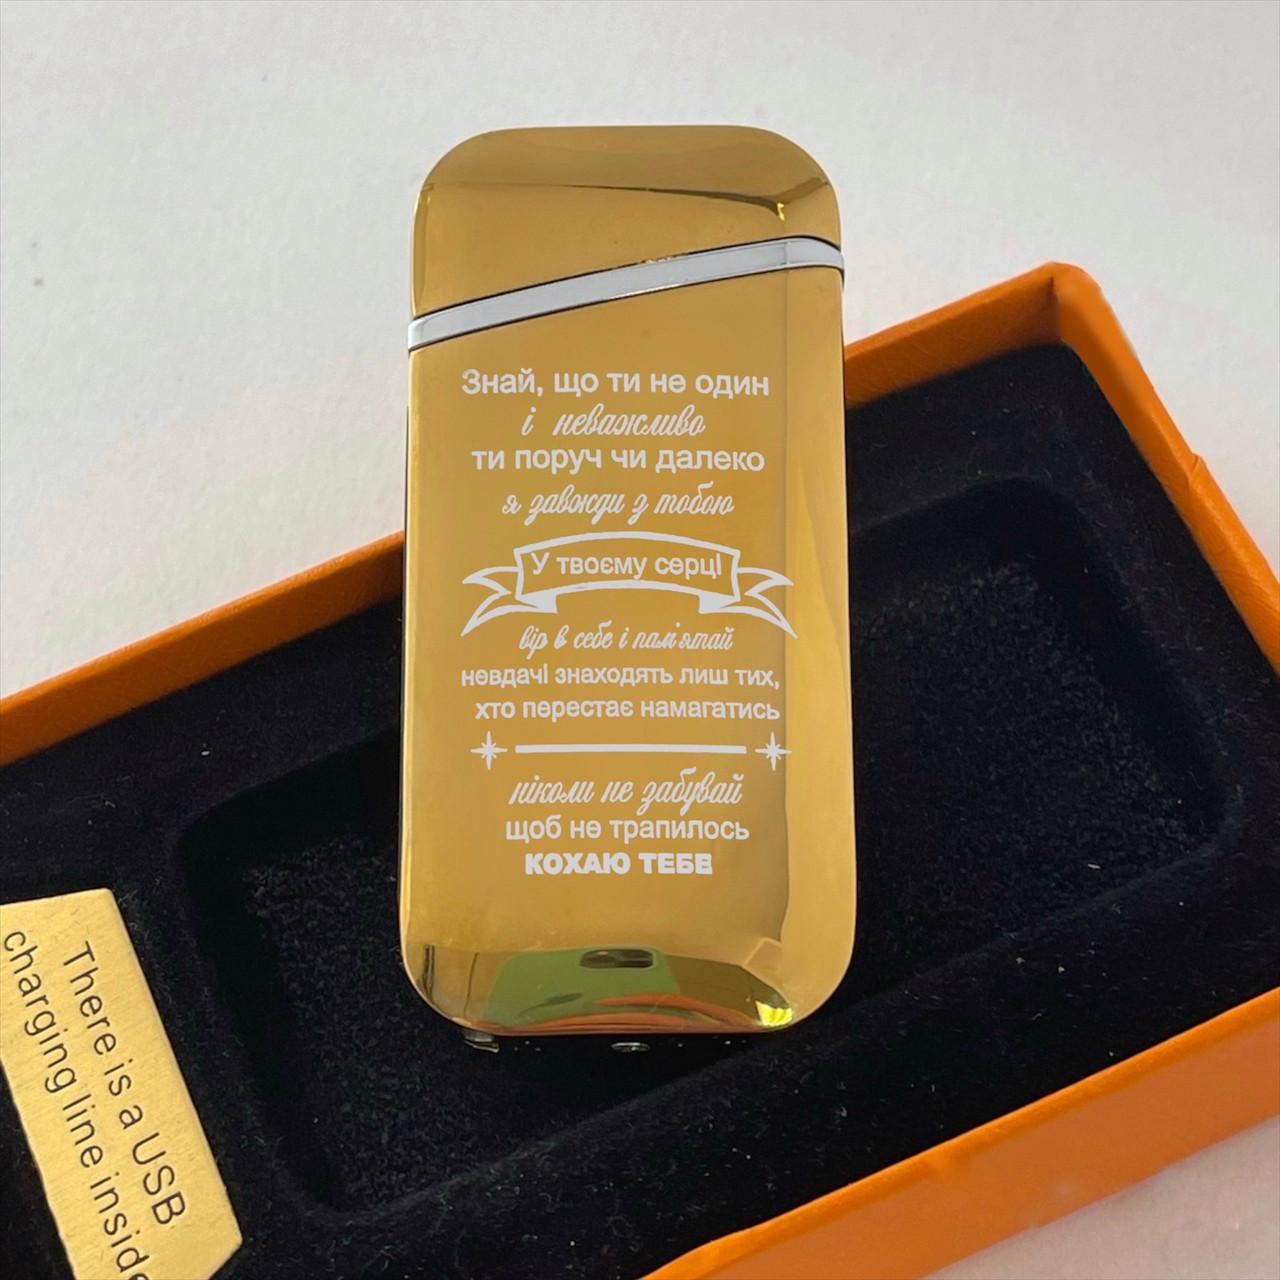 Знай, що ти не один
і неважливо
ти поруч чи далеко
я завжди з тобою
У твоєму серці
вір в себе і пам'ятай
невдачі знаходять лиш тих,
хто перестає намагатись
ніколи не забувай
щоб не трапилось
КОХАЮ ТЕБЕ
There is a USB
charging line inside